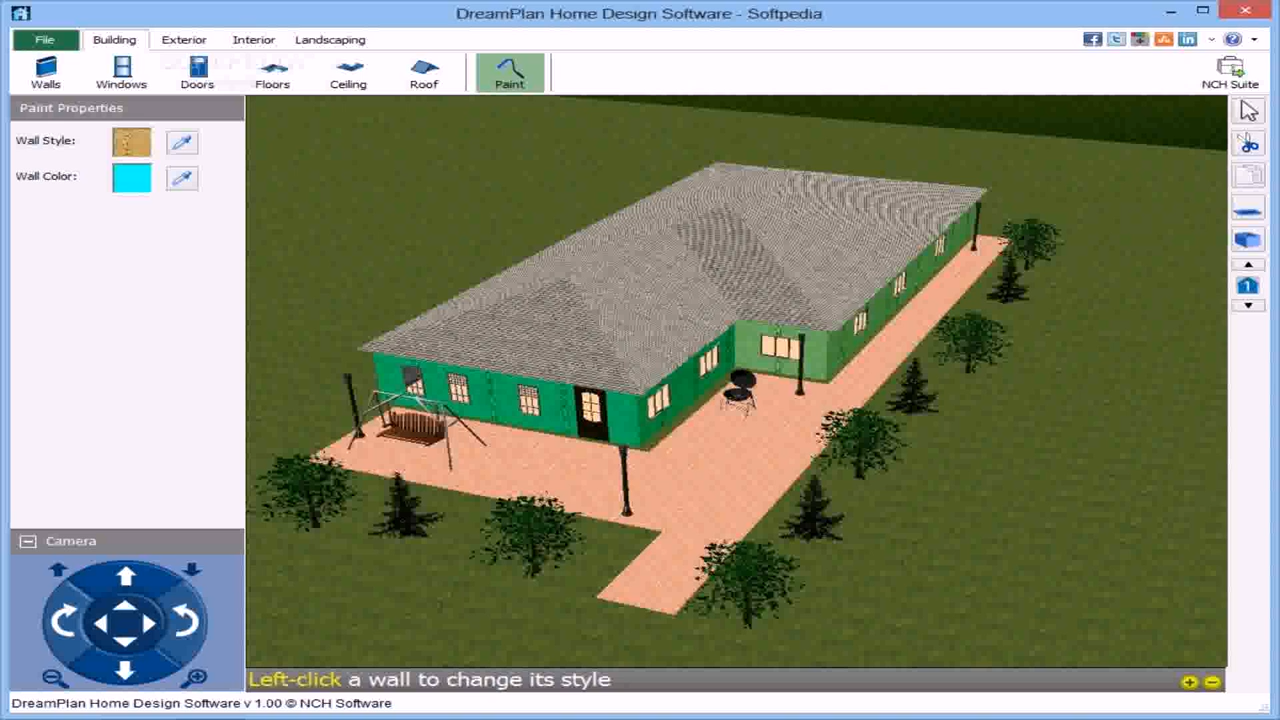 DreamPlan Home Design Software - Softpedia
File Building Exterior Interior Landscaping
Walls Windows Doors Floors Ceiling Roof Paint NCH Suite
Paint Properties
Wall Style:
Wall Color:
1
Camera
Left-click a wall to change its style
DreamPlan Home Design Software v 1.00 © NCH Software